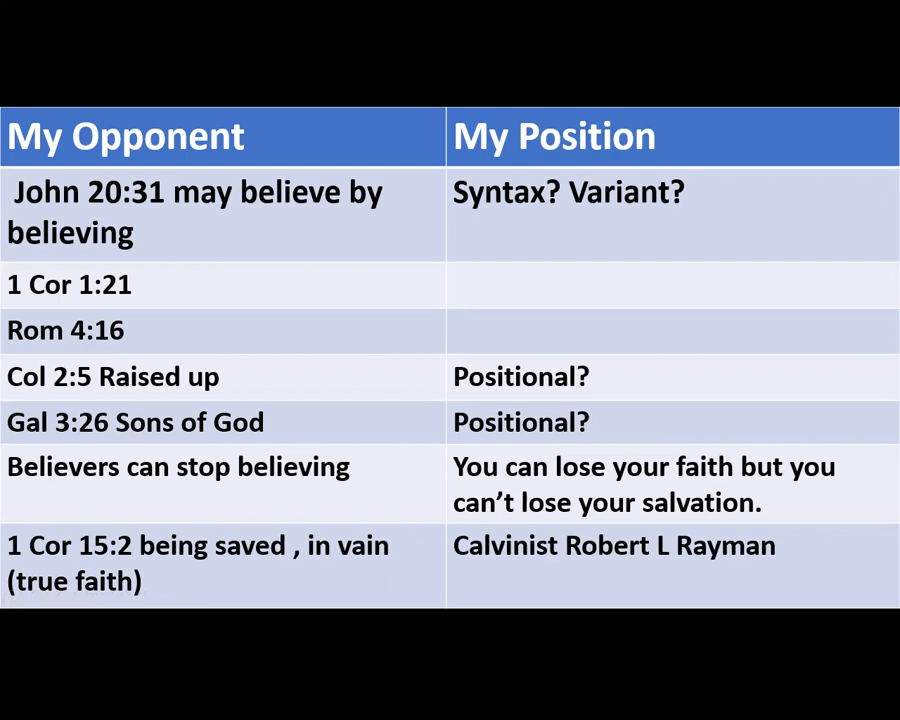 My Opponent
My Position
John 20:31 may believe by
believing
Syntax? Variant?
1 Cor 1:21
Rom 4:16
Col 2:5 Raised up
Positional?
Gal 3:26 Sons of God
Positional?
Believers can stop believing
You can lose your faith but you
can’t lose your salvation.
1 Cor 15:2 being saved , in vain
(true faith)
Calvinist Robert L Rayman